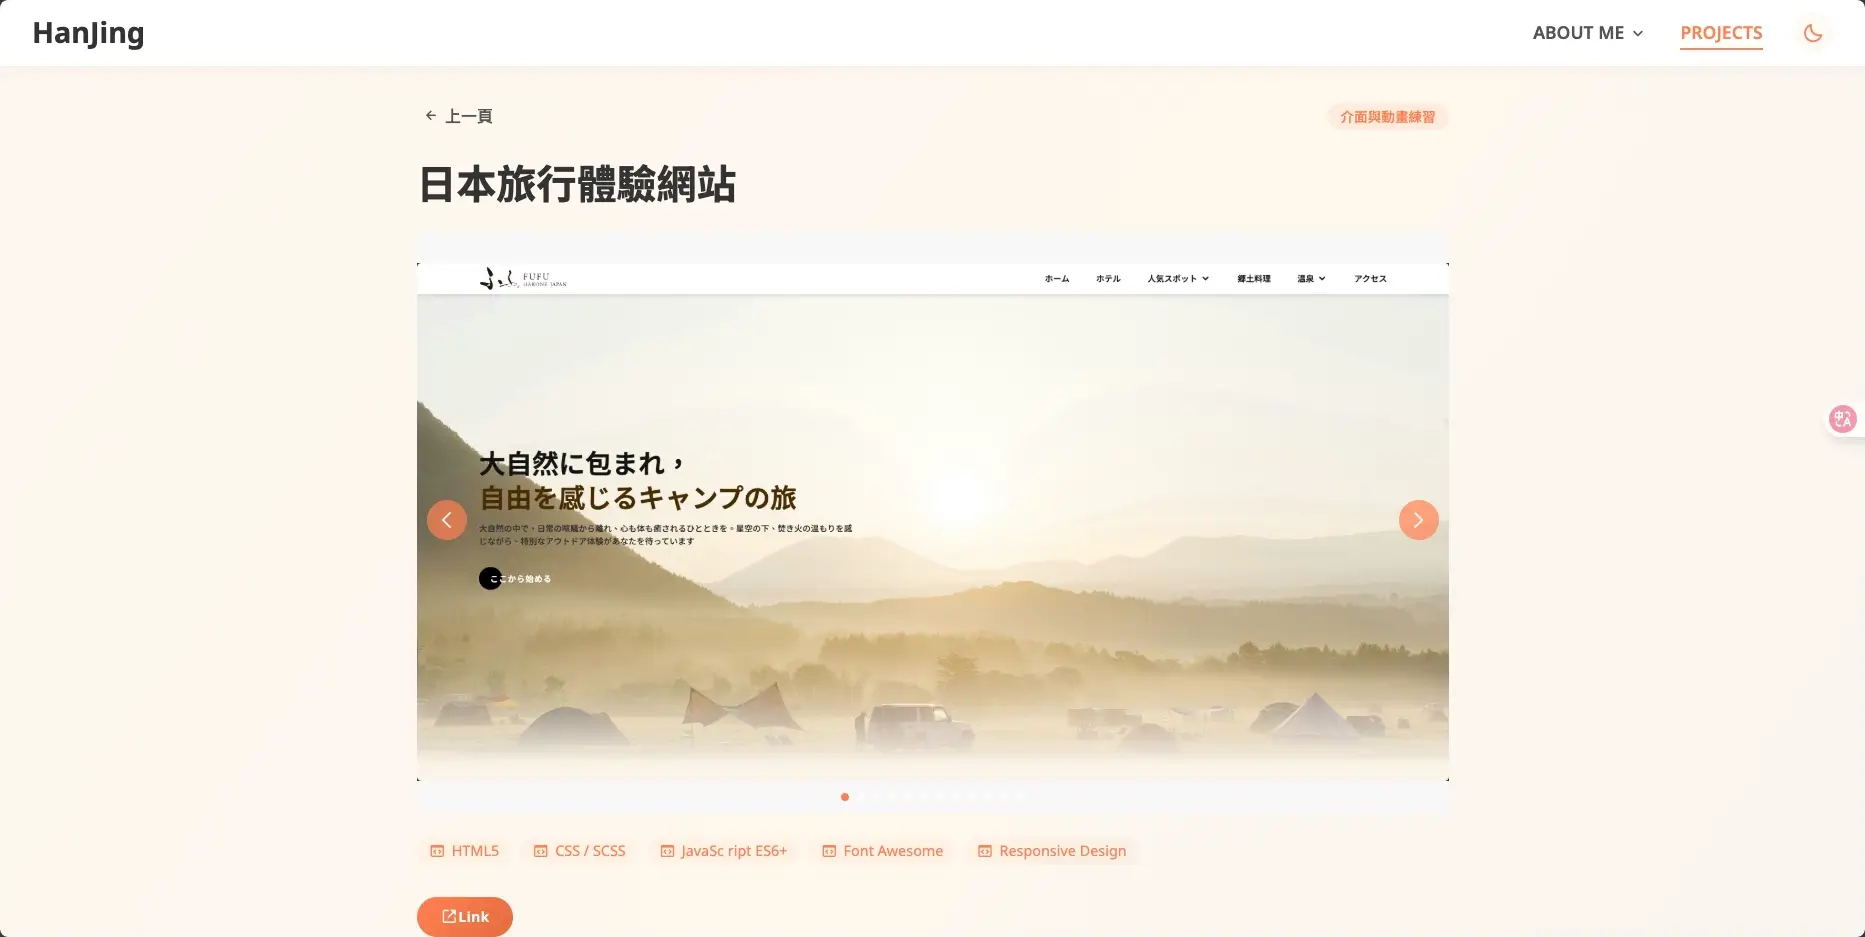 HanJing
ABOUT ME
PROJECTS
上一頁
介面與動畫練習
日本旅行體驗網站
FUFU
HAKONE JAPAN
ホーム
ホテル
人気スポット
郷土料理
温泉
アクセス
大自然に包まれ，
自由を感じるキャンプの旅
大自然の中で、日常の喧騒から離れ、心も体も癒されるひとときを。星空の下、焚き火の温もりを感
じながら、特別なアウトドア体験があなたを待っています
ここから始める
HTML5
CSS / SCSS
JavaSc ript ES6+
Font Awesome
Responsive Design
Link